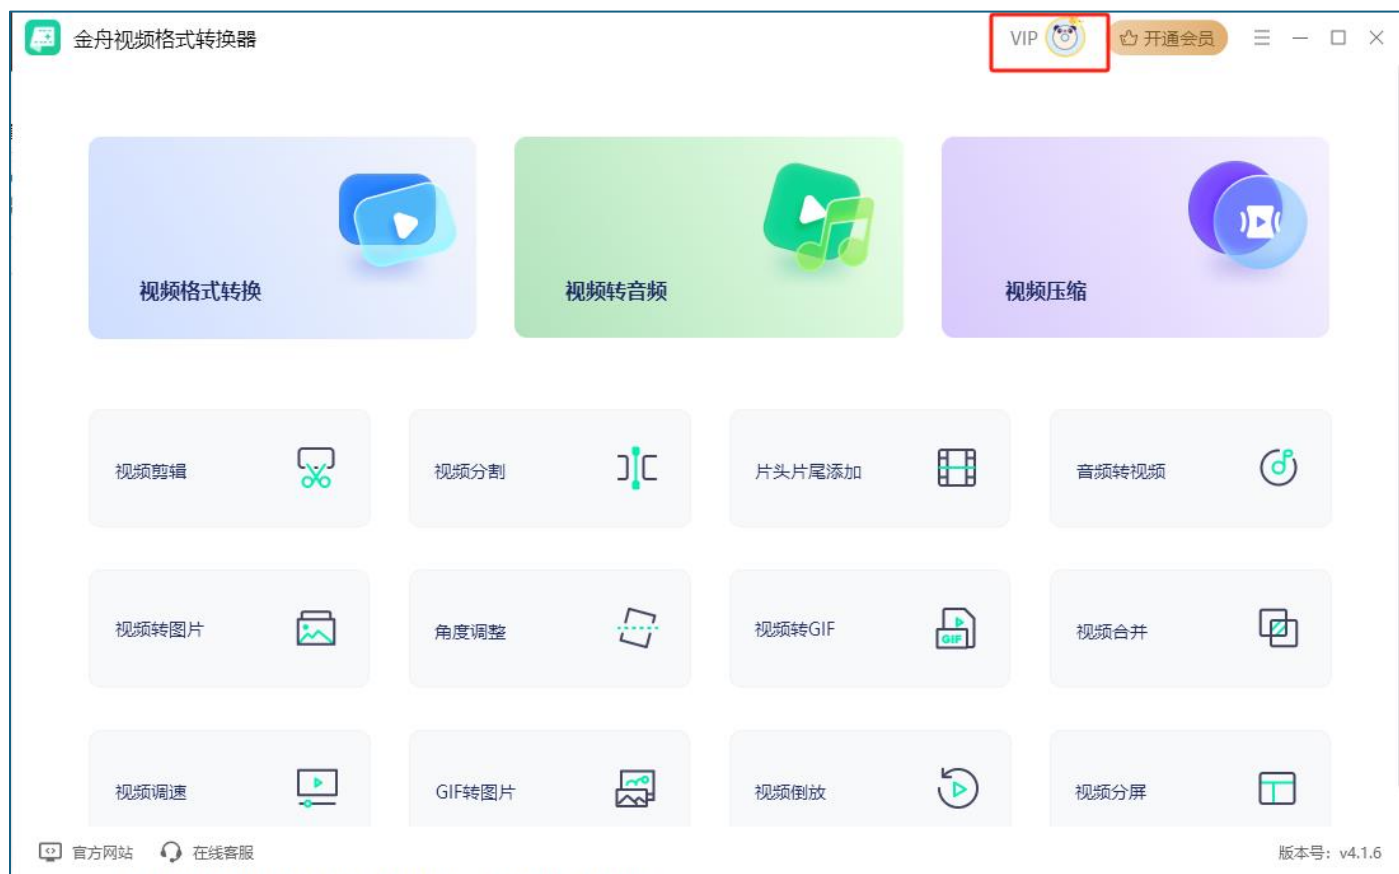 金舟视频格式转换器
VIP
开通会员
视频格式转换
视频转音频
视频压缩
视频剪辑
视频分割
片头片尾添加
音频转视频
视频转图片
角度调整
视频转GIF
GIF
视频合并
视频调速
GIF转图片
视频倒放
视频分屏
官方网站
在线客服
版本号：v4.1.6